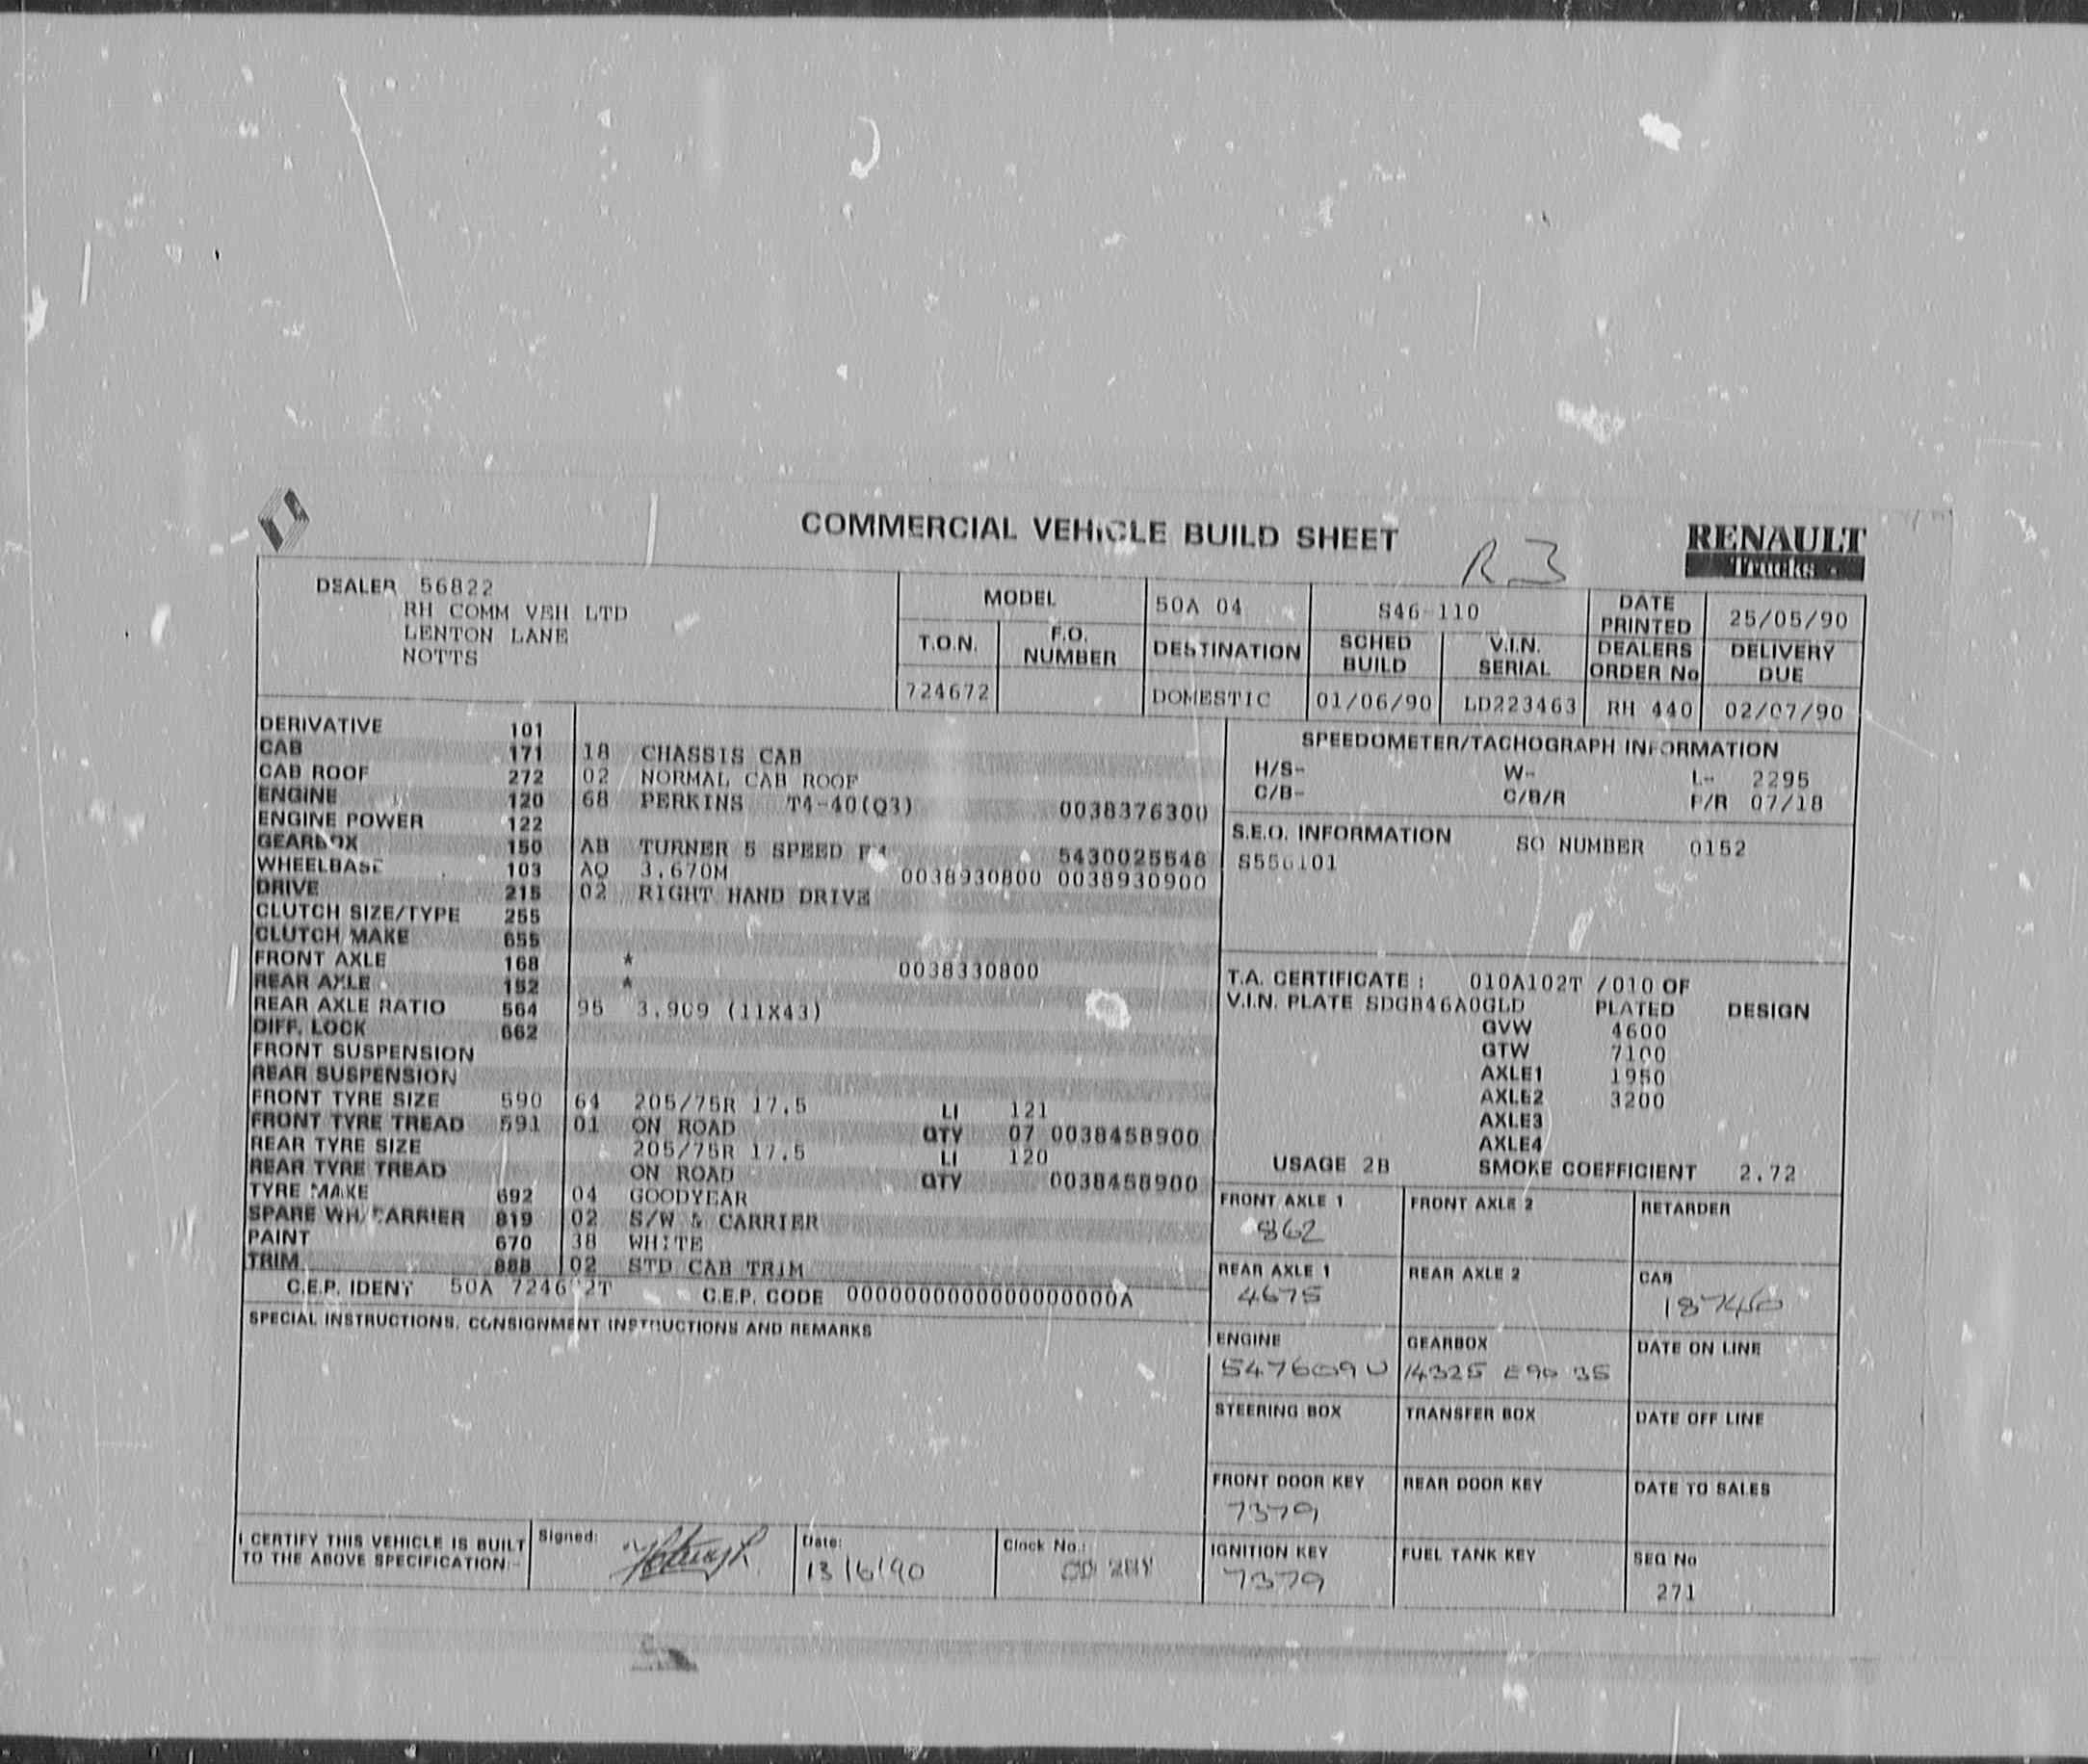 COMMERCIAL VEHICLE BUILD SHEET
R 3
RENAULT
Trucks
DEALER 56822
RH COMM VEH LTD
LENTON LANE
NOTTS
MODEL 50A 04 S46-110 DATE PRINTED 25/05/90
T.O.N. F.O. NUMBER DESTINATION SCHED BUILD V.I.N. SERIAL DEALERS ORDER No DELIVERY DUE
724672 DOMESTIC 01/06/90 LD223463 RH 440 02/07/90
DERIVATIVE 101
CAB 171 18 CHASSIS CAB
CAB ROOF 272 02 NORMAL CAB ROOF
ENGINE 120 68 PERKINS T4-40(Q3) 0038376300
ENGINE POWER 122
GEARBOX 150 AB TURNER 5 SPEED 5430025548
WHEELBASE 103 AQ 3.670M 0038930800 0038930900
DRIVE 215 02 RIGHT HAND DRIVE
CLUTCH SIZE/TYPE 255
CLUTCH MAKE 655
FRONT AXLE 168 * 0038330800
REAR AXLE 152 *
REAR AXLE RATIO 564 95 3.909 (11X43)
DIFF. LOCK 662
FRONT SUSPENSION
REAR SUSPENSION
FRONT TYRE SIZE 590 64 205/75R 17.5 LI 121
FRONT TYRE TREAD 591 01 ON ROAD QTY 07 0038458900
REAR TYRE SIZE 205/75R 17.5 LI 120
REAR TYRE TREAD ON ROAD QTY 0038458900
TYRE MAKE 692 04 GOODYEAR
SPARE WH/CARRIER 819 02 S/W & CARRIER
PAINT 670 38 WHITE
TRIM 888 02 STD CAB TRIM
C.E.P. IDENT 50A 724672T C.E.P. CODE 0000000000000000000A
SPECIAL INSTRUCTIONS, CONSIGNMENT INSTRUCTIONS AND REMARKS
SPEEDOMETER/TACHOGRAPH INFORMATION
H/S- W- L- 2295
C/B- C/B/R P/R 07/18
S.E.O. INFORMATION SO NUMBER 0152
S556101
T.A. CERTIFICATE : 010A102T /010 OF
V.I.N. PLATE SDGB46A0GLD PLATED DESIGN
GVW 4600
GTW 7100
AXLE1 1950
AXLE2 3200
AXLE3
AXLE4
USAGE 2B SMOKE COEFFICIENT 2.72
FRONT AXLE 1 FRONT AXLE 2 RETARDER
862
REAR AXLE 1 REAR AXLE 2 CAB
4675 187460
ENGINE GEARBOX DATE ON LINE
547609U 14325 E90 35
STEERING BOX TRANSFER BOX DATE OFF LINE
FRONT DOOR KEY REAR DOOR KEY DATE TO SALES
7379
IGNITION KEY FUEL TANK KEY SEQ No
7379 271
I CERTIFY THIS VEHICLE IS BUILT
TO THE ABOVE SPECIFICATION:-
Signed:
Date:
13/6/90
Clock No.: